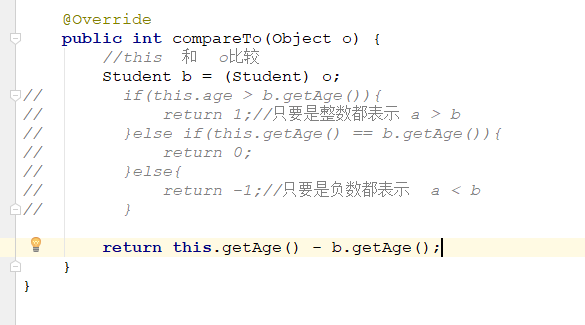 @Override
public int compareTo(Object o) {
//this 和 o比较
Student b = (Student) o;
// if(this.age > b.getAge()){
// return 1;//只要是整数都表示 a > b
// }else if(this.getAge() == b.getAge()){
// return 0;
// }else{
// return -1;//只要是负数都表示 a < b
// }
return this.getAge() - b.getAge();
}
}